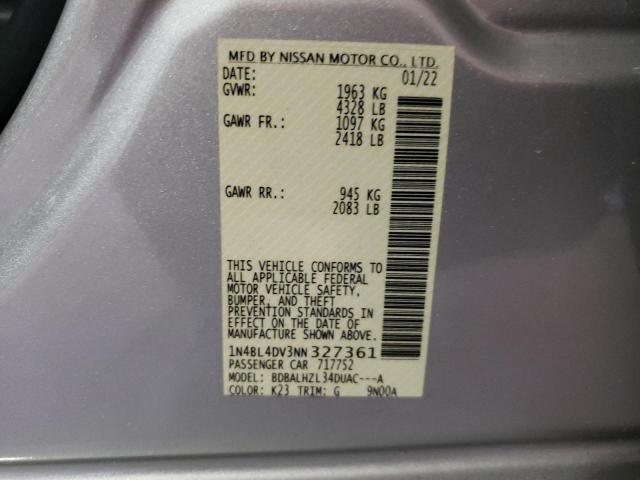 MFD BY NISSAN MOTOR CO., LTD.
DATE: 01/22
GVWR: 1963 KG
4328 LB
GAWR FR.: 1097 KG
2418 LB
GAWR RR.: 945 KG
2083 LB
THIS VEHICLE CONFORMS TO
ALL APPLICABLE FEDERAL
MOTOR VEHICLE SAFETY,
BUMPER, AND THEFT
PREVENTION STANDARDS IN
EFFECT ON THE DATE OF
MANUFACTURE SHOWN ABOVE.
1N4BL4DV3NN327361
PASSENGER CAR 717752
MODEL: BDBALHZL34DUAC---A
COLOR: K23 TRIM: G 9N00A